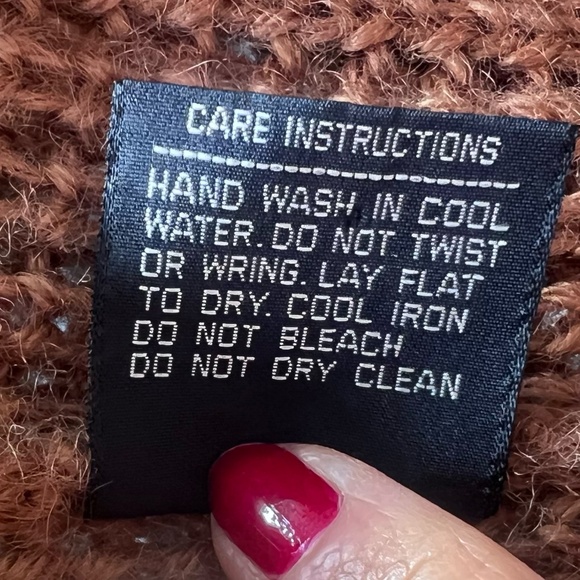 CARE INSTRUCTIONS
HAND WASH IN COOL
WATER. DO NOT TWIST
OR WRING. LAY FLAT
TO DRY. COOL IRON
DO NOT BLEACH
DO NOT DRY CLEAN